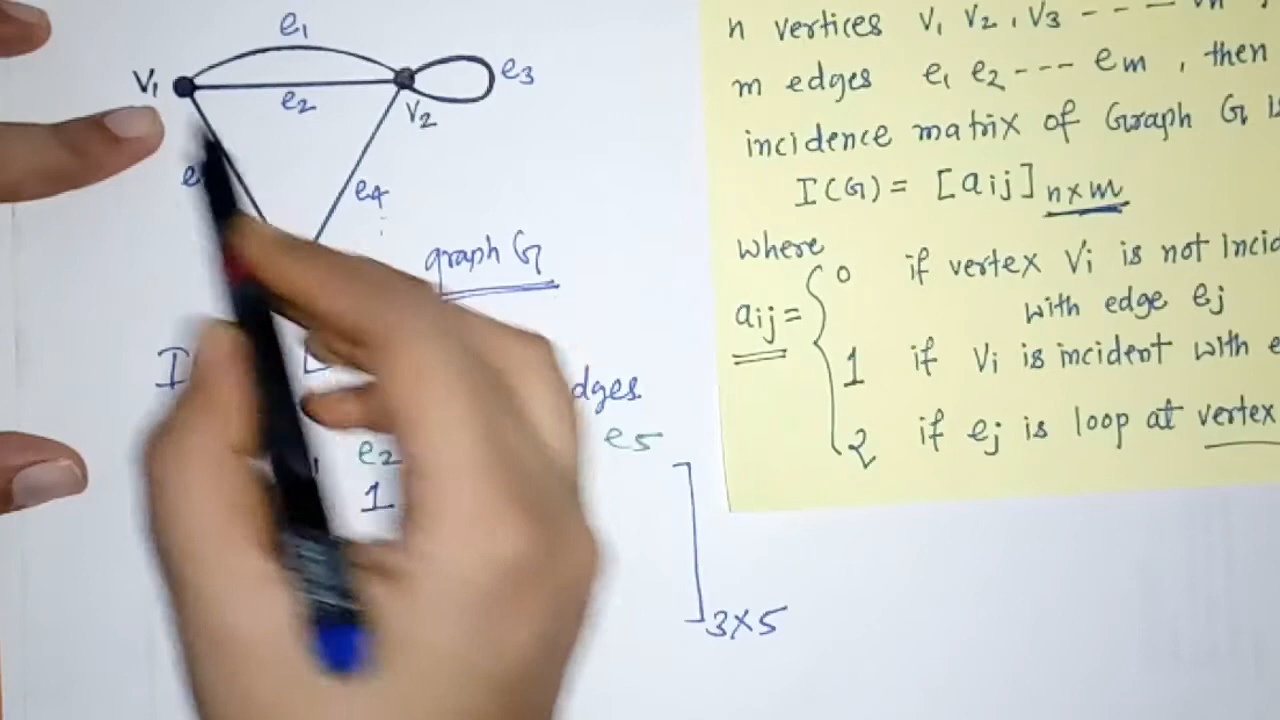 e1
V1
e2
e3
V2
e4
graph G
I
dges
e2
e5
1
3×5
n vertices V1 V2, V3 ----
m edges e1 e2 --- em, then
incidence matrix of Graph G
I(G) = [aij] n×m
where
aij =
0 if vertex Vi is not
with edge ej
1 if Vi is incident with
2 if ej is loop at vertex